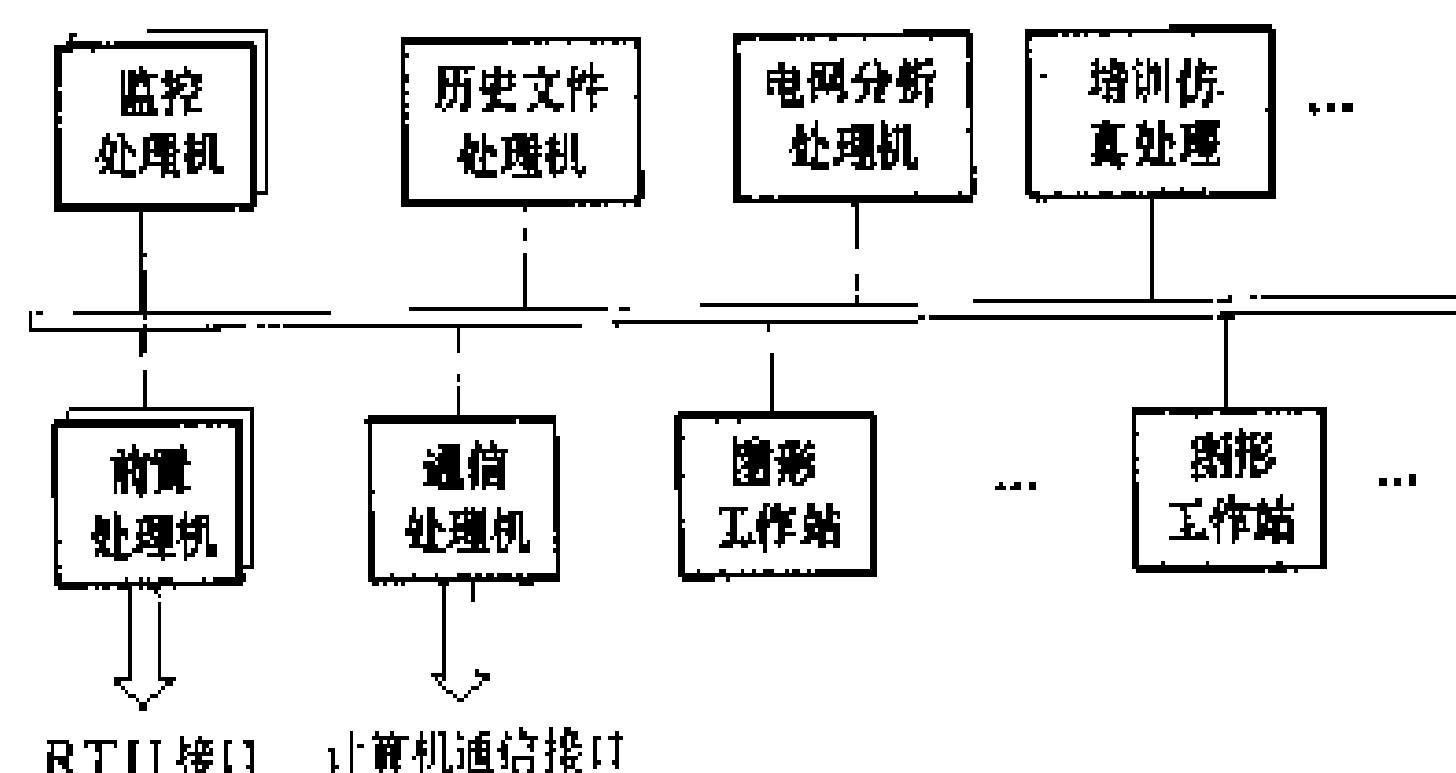 监控
处理机
历史文件
处理机
电网分析
处理机
培训仿
真处理
...
前置
处理机
通信
处理机
图形
工作站
...
图形
工作站
...
RTU接口
计算机通信接口